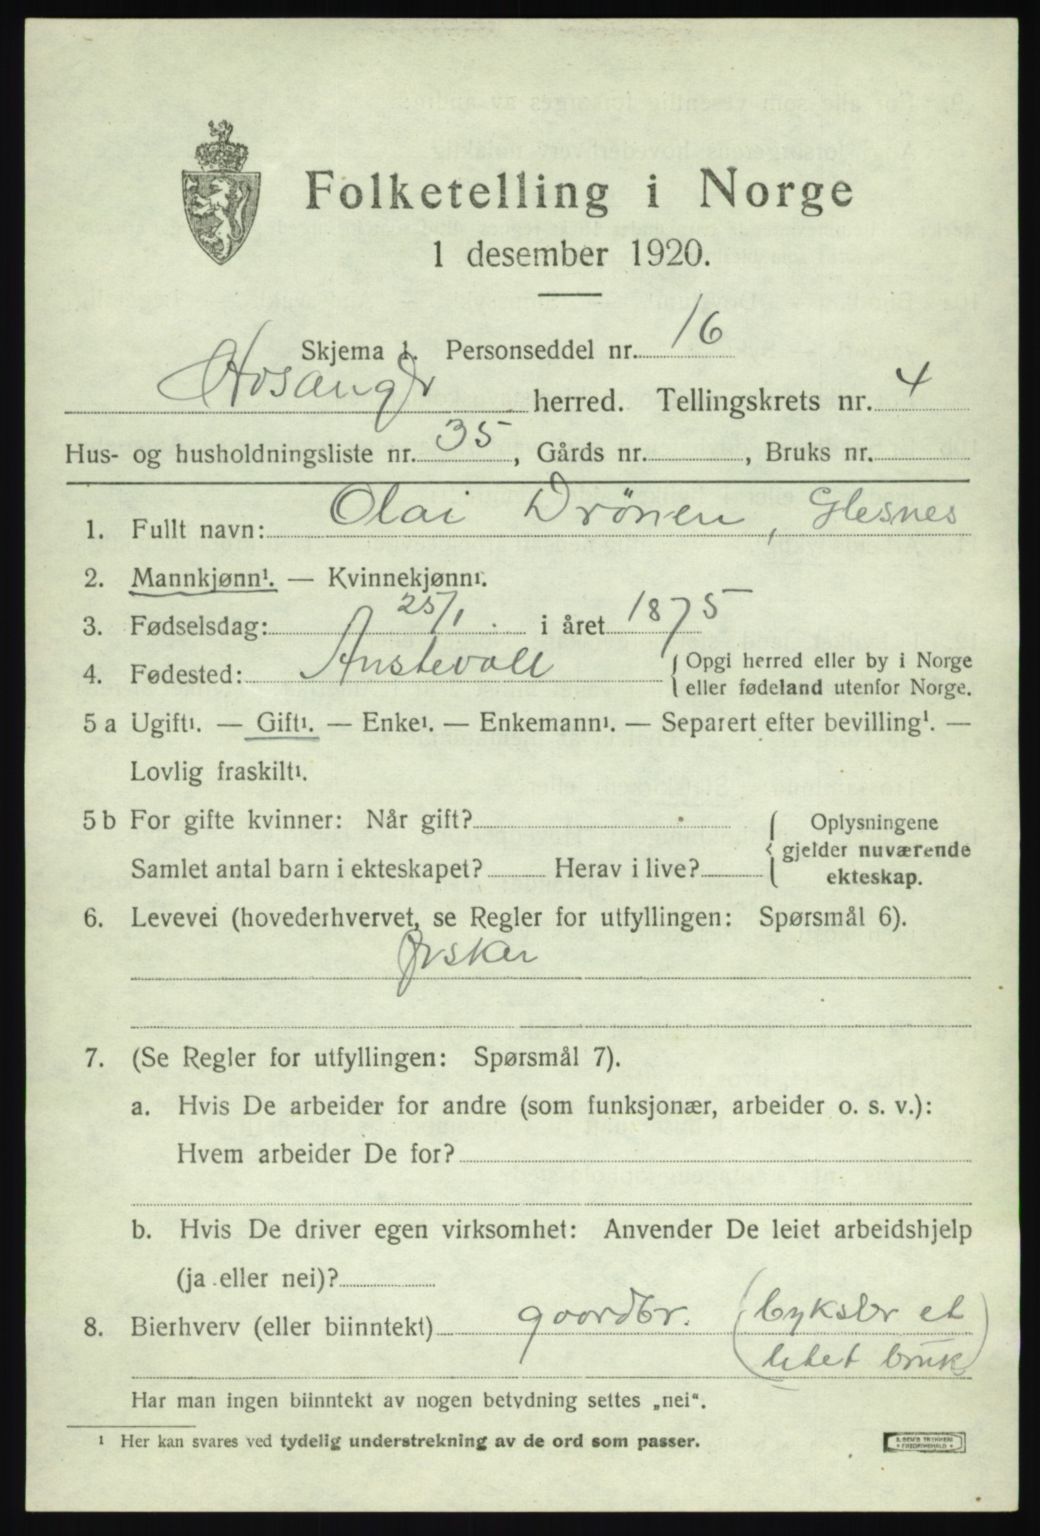 Folketelling i Norge
1 desember 1920.
Skjema 1. Personseddel nr. 16
Hosanger herred. Tellingskrets nr. 4
Hus- og husholdningsliste nr. 35, Gårds nr. , Bruks nr.
1. Fullt navn: Olai Drönen, Glesnes
2. Mannkjønn¹. — Kvinnekjønn¹.
3. Fødselsdag: 25/1. i året 1875
4. Fødested: Austevoll { Opgi herred eller by i Norge
eller fødeland utenfor Norge.
5 a Ugift¹. — Gift¹. — Enke¹. — Enkemann¹. — Separert efter bevilling¹. —
Lovlig fraskilt¹.
5 b For gifte kvinner: Når gift? { Oplysningene
gjelder nuværende
Samlet antal barn i ekteskapet? Herav i live? ekteskap.
6. Levevei (hovederhvervet, se Regler for utfyllingen: Spørsmål 6).
Fisker
7. (Se Regler for utfyllingen: Spørsmål 7).
a. Hvis De arbeider for andre (som funksjonær, arbeider o. s. v.):
Hvem arbeider De for?
b. Hvis De driver egen virksomhet: Anvender De leiet arbeidshjelp
(ja eller nei)?
8. Bierhverv (eller biinntekt) goordbr. (bykslr et
litet bruk)
Har man ingen biinntekt av nogen betydning settes „nei“.
¹ Her kan svares ved tydelig understrekning av de ord som passer.